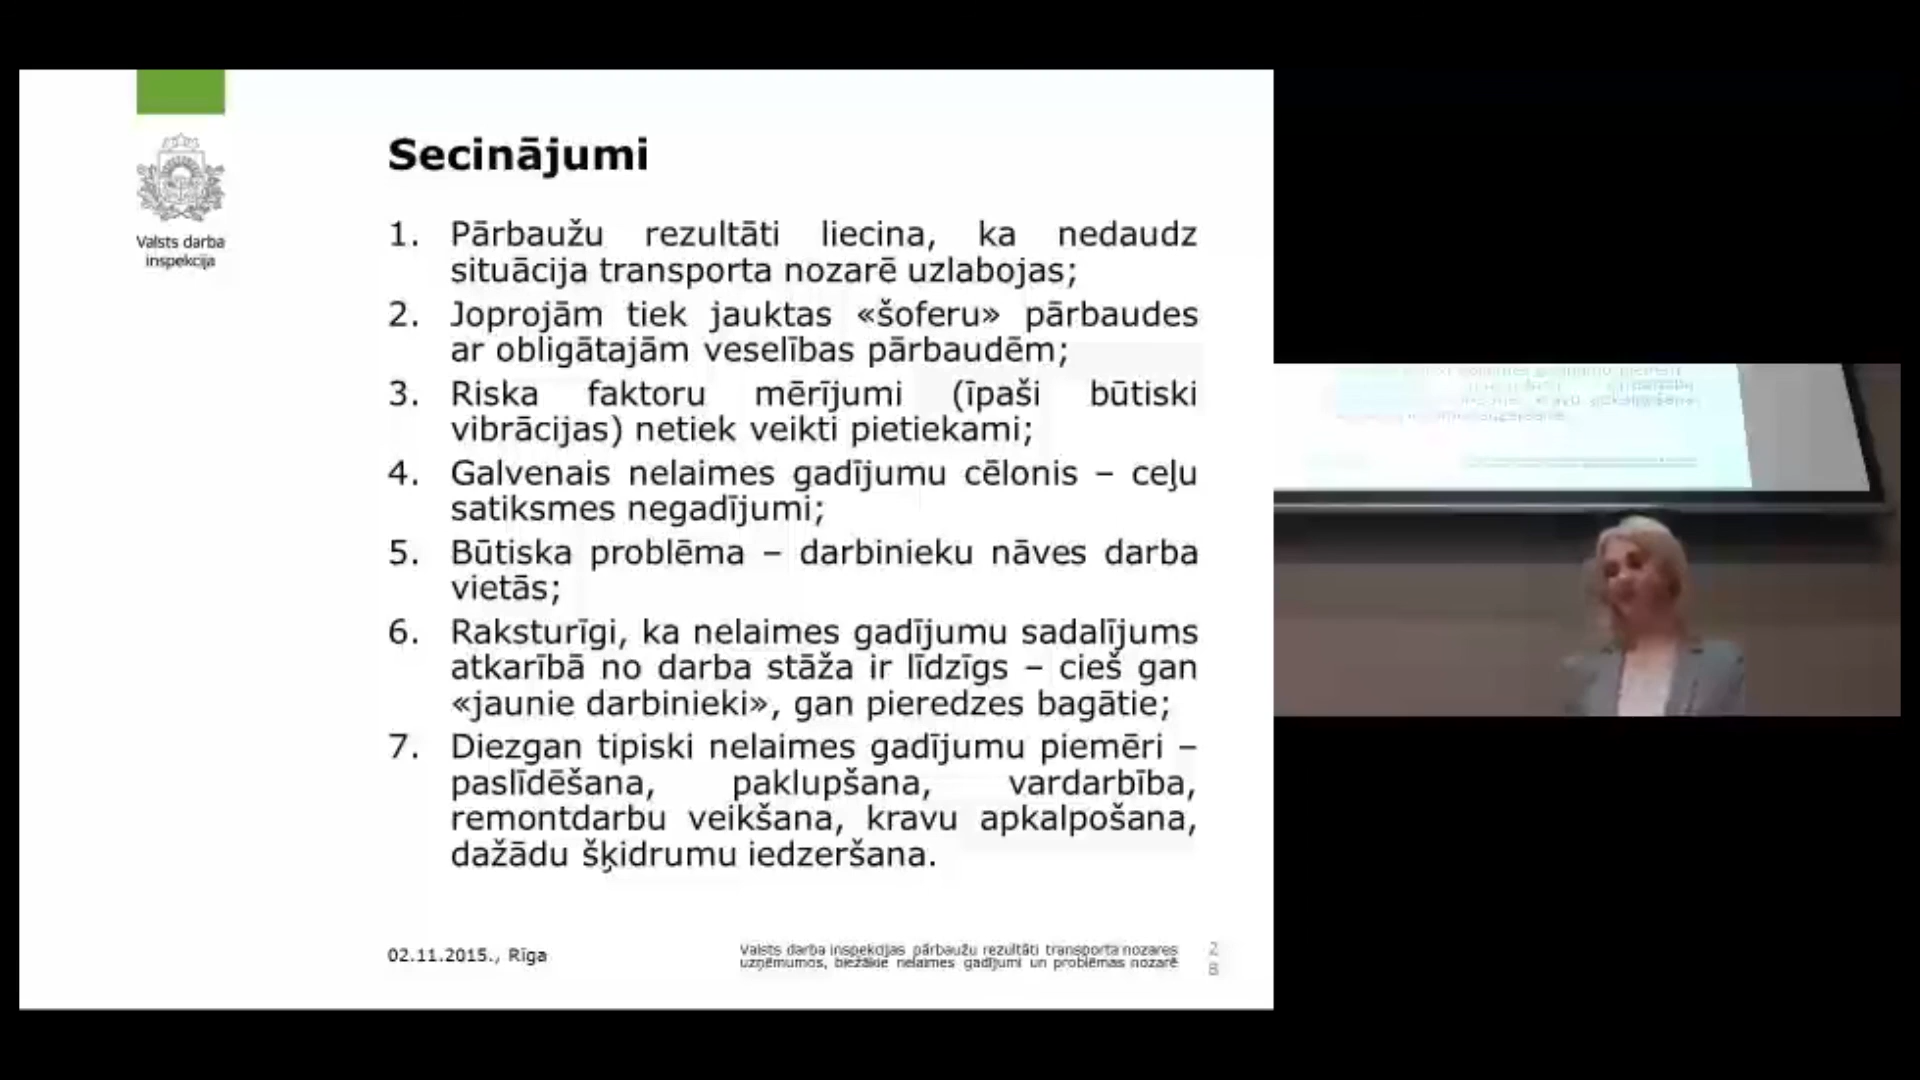 Valsts darba
inspekcija
Secinājumi
1. Pārbaužu rezultāti liecina, ka nedaudz
situācija transporta nozarē uzlabojas;
2. Joprojām tiek jauktas «šoferu» pārbaudes
ar obligātajām veselības pārbaudēm;
3. Riska faktoru mērījumi (īpaši būtiski
vibrācijas) netiek veikti pietiekami;
4. Galvenais nelaimes gadījumu cēlonis – ceļu
satiksmes negadījumi;
5. Būtiska problēma – darbinieku nāves darba
vietās;
6. Raksturīgi, ka nelaimes gadījumu sadalījums
atkarībā no darba stāža ir līdzīgs – cieš gan
«jaunie darbinieki», gan pieredzes bagātie;
7. Diezgan tipiski nelaimes gadījumu piemēri –
paslīdēšana, paklupšana, vardarbība,
remontdarbu veikšana, kravu apkalpošana,
dažādu šķidrumu iedzeršana.
02.11.2015., Rīga
Valsts darba inspekcijas pārbaužu rezultāti transporta nozares
uzņēmumos, biežākie nelaimes gadījumi un problēmas nozarē
2
8